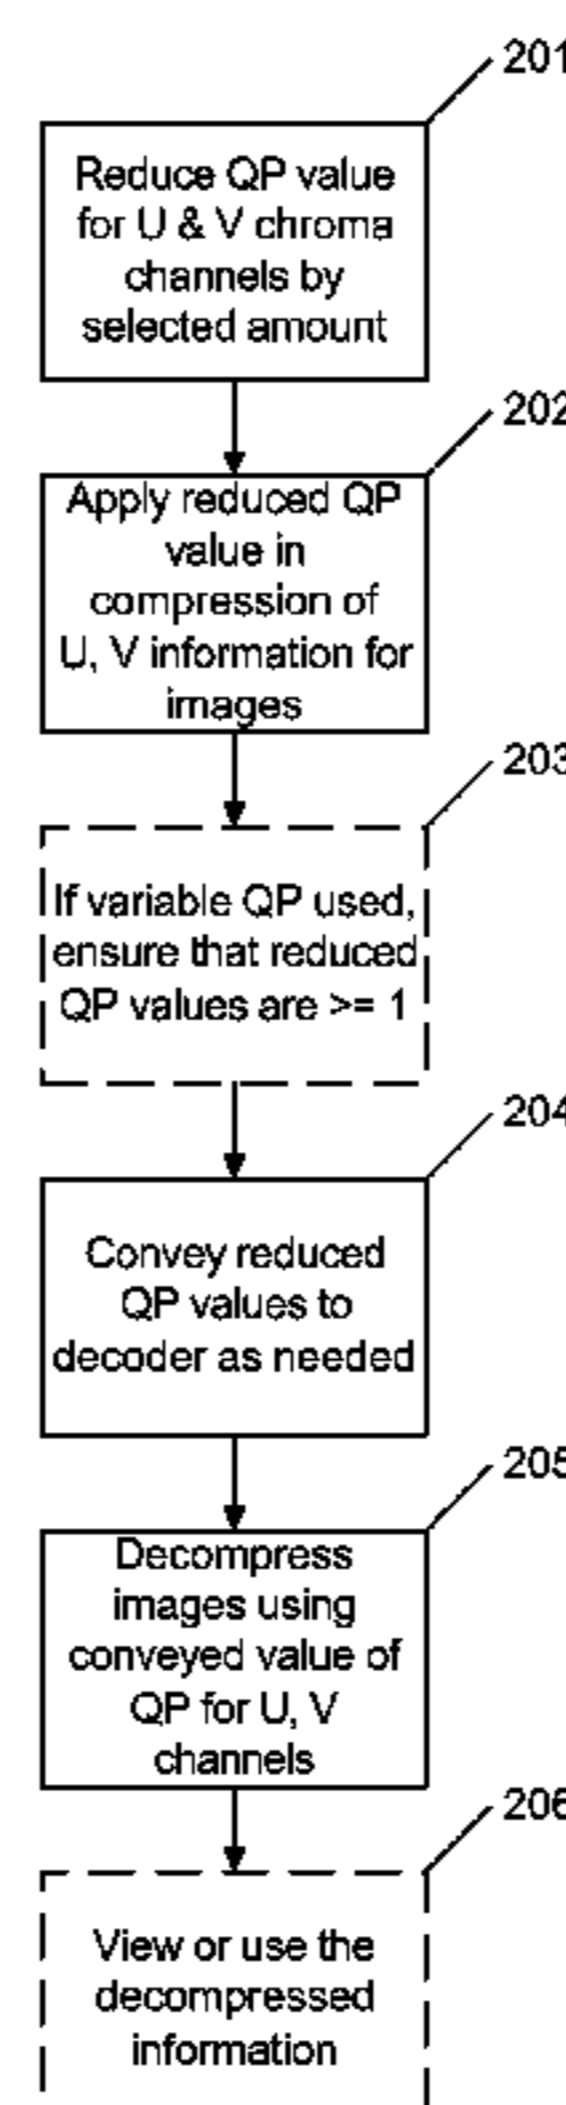 201
Reduce QP value
for U & V chroma
channels by
selected amount
202
Apply reduced QP
value in
compression of
U, V information for
images
203
If variable QP used,
ensure that reduced
QP values are >= 1
204
Convey reduced
QP values to
decoder as needed
205
Decompress
images using
conveyed value of
QP for U, V
channels
206
View or use the
decompressed
information